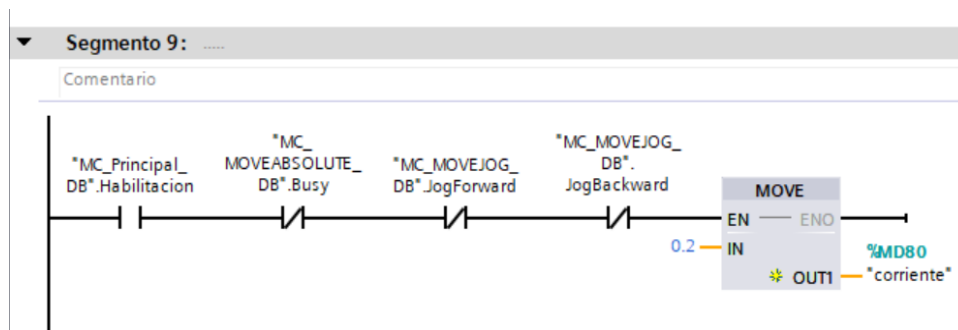 Segmento 9: .....
Comentario
"MC_Principal_
DB".Habilitacion
"MC_
MOVEABSOLUTE_
DB".Busy
"MC_MOVEJOG_
DB".JogForward
"MC_MOVEJOG_
DB".
JogBackward
MOVE
EN ENO
0.2 IN
%MD80
OUT1 "corriente"